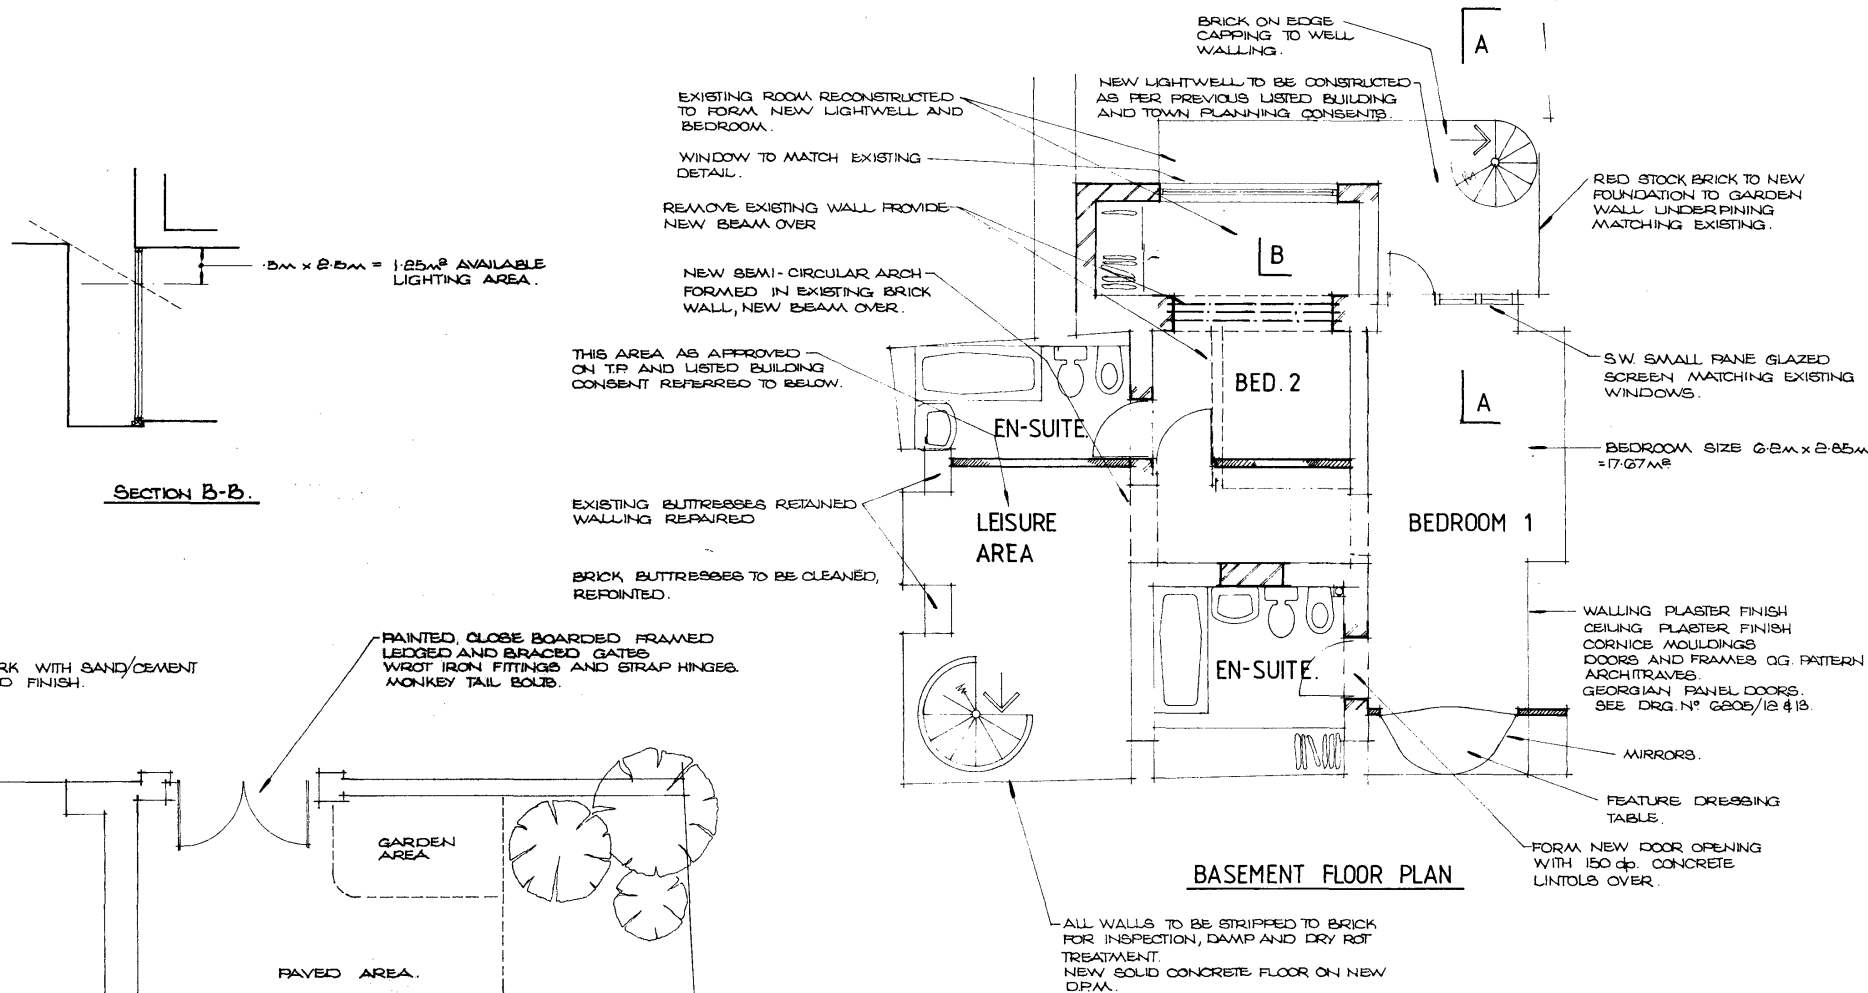 BRICK ON EDGE
CAPPING TO WELL
WALLING.
A
EXISTING ROOM RECONSTRUCTED
TO FORM NEW LIGHTWELL AND
BEDROOM.
NEW LIGHTWELL TO BE CONSTRUCTED
AS PER PREVIOUS LISTED BUILDING
AND TOWN PLANNING CONSENTS.
WINDOW TO MATCH EXISTING
DETAIL.
RED STOCK BRICK TO NEW
FOUNDATION TO GARDEN
WALL UNDERPINING
MATCHING EXISTING.
REMOVE EXISTING WALL PROVIDE
NEW BEAM OVER
B
·5M x 2·5M = 1·25M² AVAILABLE
LIGHTING AREA.
NEW SEMI-CIRCULAR ARCH
FORMED IN EXISTING BRICK
WALL, NEW BEAM OVER.
THIS AREA AS APPROVED
ON T.P. AND LISTED BUILDING
CONSENT REFERRED TO BELOW.
BED. 2
S.W. SMALL PANE GLAZED
SCREEN MATCHING EXISTING
WINDOWS.
A
EN-SUITE.
BEDROOM SIZE 6·2M x 2·85M
=17·67M².
SECTION B-B.
EXISTING BUTTRESSES RETAINED
WALLING REPAIRED
LEISURE
AREA
BEDROOM 1
BRICK BUTTRESSES TO BE CLEANED,
REPOINTED.
WALLING PLASTER FINISH
CEILING PLASTER FINISH
CORNICE MOULDINGS
DOORS AND FRAMES OG. PATTERN
ARCHITRAVES.
GEORGIAN PANEL DOORS.
SEE DRG. Nº 6205/12 & 13.
EN-SUITE.
RK WITH SAND/CEMENT
D FINISH.
PAINTED, CLOSE BOARDED FRAMED
LEDGED AND BRACED GATES
WROT IRON FITTINGS AND STRAP HINGES.
MONKEY TAIL BOLTS.
MIRRORS.
FEATURE DRESSING
TABLE.
GARDEN
AREA
FORM NEW DOOR OPENING
WITH 150 dp. CONCRETE
LINTOLS OVER.
BASEMENT FLOOR PLAN
ALL WALLS TO BE STRIPPED TO BRICK
FOR INSPECTION, DAMP AND DRY ROT
TREATMENT.
NEW SOLID CONCRETE FLOOR ON NEW
D.P.M.
PAVED AREA.